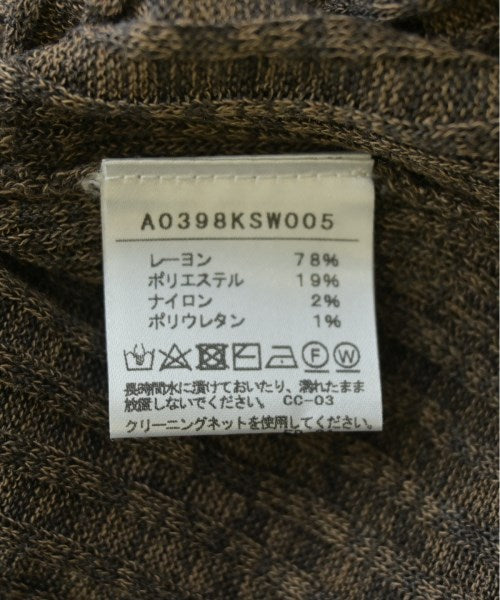 A0398KSW005
レーヨン 78%
ポリエステル 19%
ナイロン 2%
ポリウレタン 1%
F W
長時間水に漬けておいたり、濡れたまま
放置しないでください。 CC-03
クリーニングネットを使用してください。